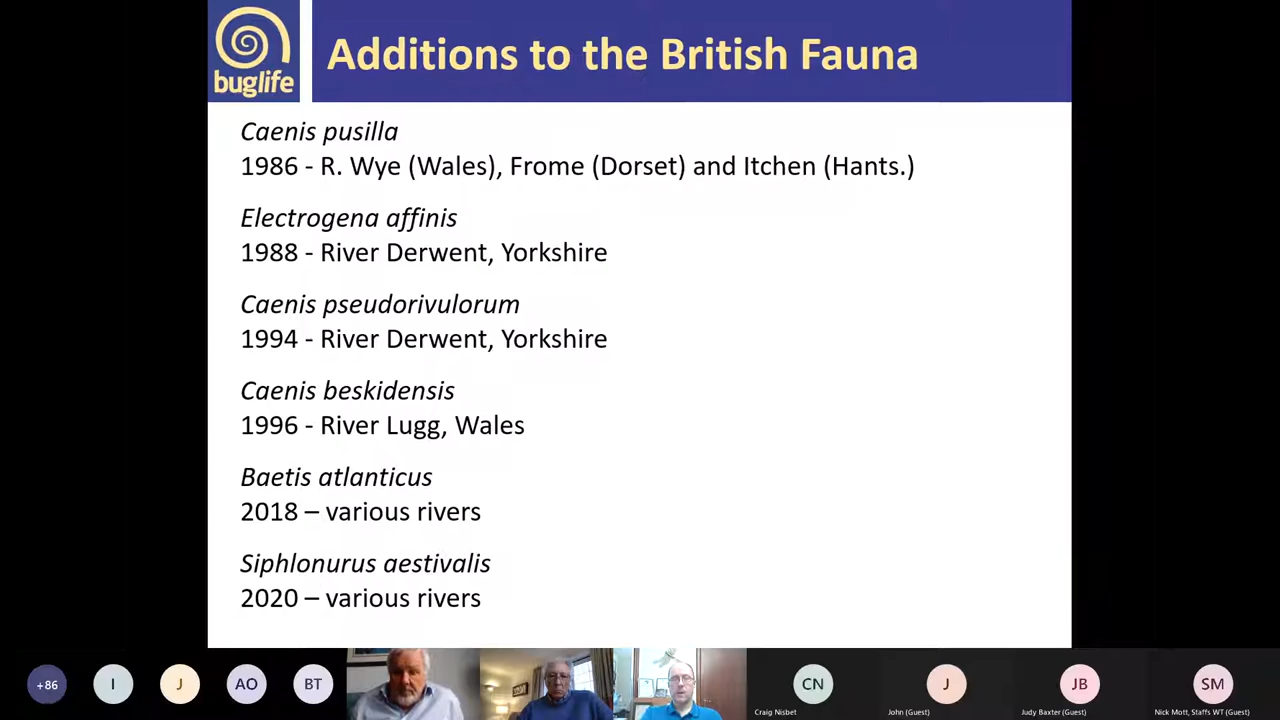 buglife
Additions to the British Fauna
Caenis pusilla
1986 - R. Wye (Wales), Frome (Dorset) and Itchen (Hants.)
Electrogena affinis
1988 - River Derwent, Yorkshire
Caenis pseudorivulorum
1994 - River Derwent, Yorkshire
Caenis beskidensis
1996 - River Lugg, Wales
Baetis atlanticus
2018 – various rivers
Siphlonurus aestivalis
2020 – various rivers
+86
I
J
AO
BT
CN
J
JB
SM
Craig Nisbet
John (Guest)
Judy Baxter (Guest)
Nick Mott, Staffs WT (Guest)